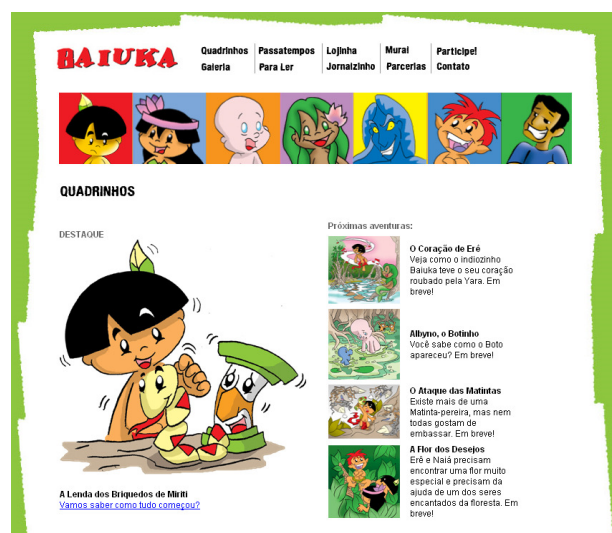 BAIUKA
Quadrinhos Passatempos Lojinha Mural Participe!
Galeria Para Ler Jornalzinho Parcerias Contato
QUADRINHOS
DESTAQUE
A Lenda dos Briquedos de Miriti
Vamos saber como tudo começou?
Próximas aventuras:
O Coração de Erê
Veja como o indiozinho
Baiuka teve o seu coração
roubado pela Yara. Em
breve!
Albyno, o Botinho
Você sabe como o Boto
apareceu? Em breve!
O Ataque das Matintas
Existe mais de uma
Matinta-pereira, mas nem
todas gostam de
embassar. Em breve!
A Flor dos Desejos
Erê e Naiá precisam
encontrar uma flor muito
especial e precisam da
ajuda de um dos seres
encantados da floresta. Em
breve!